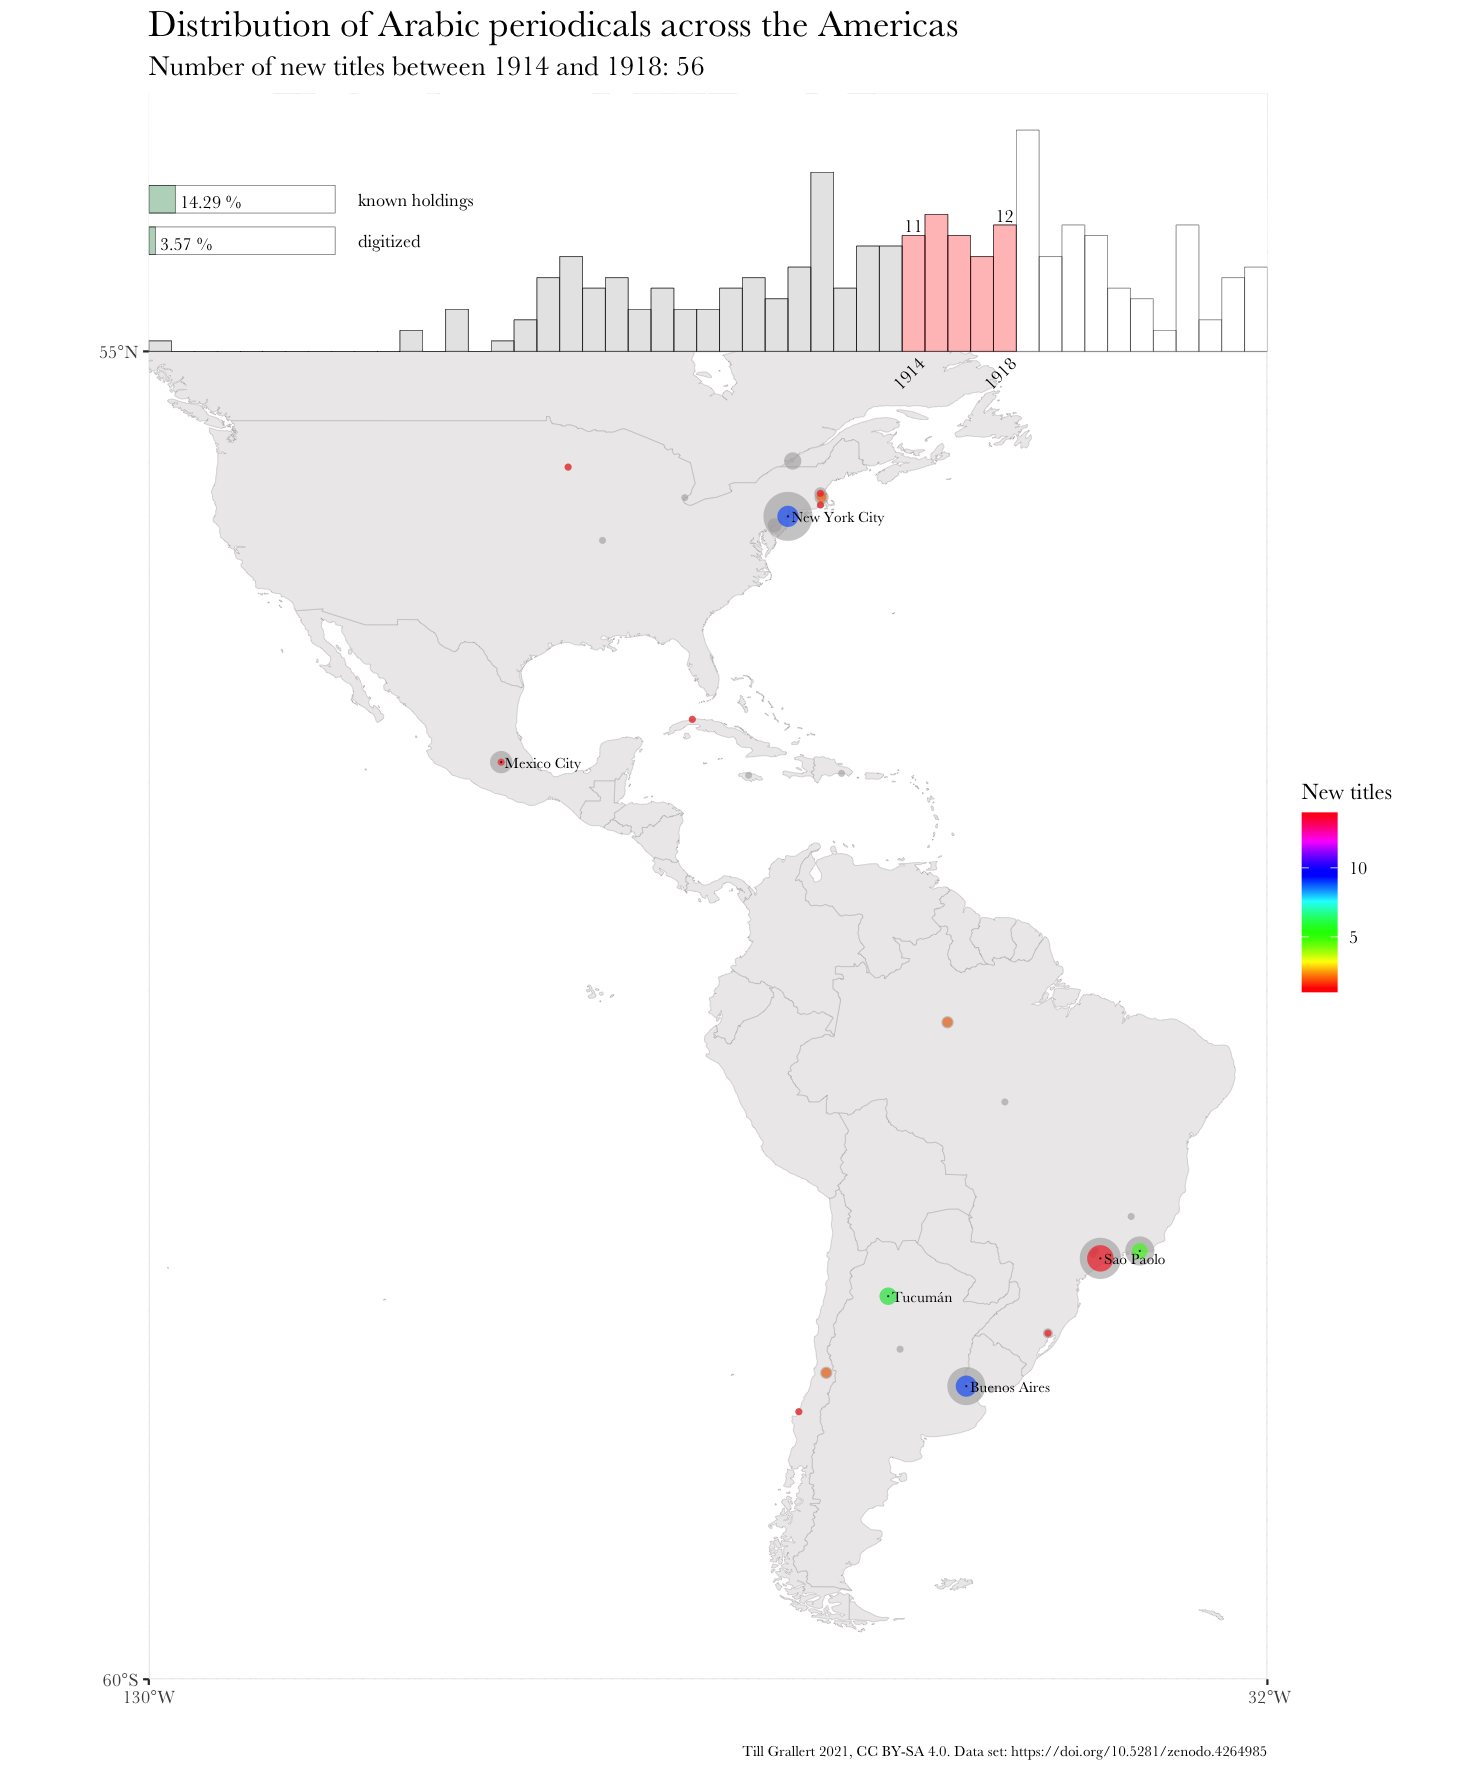 Distribution of Arabic periodicals across the Americas
Number of new titles between 1914 and 1918: 56
14.29 %
known holdings
3.57 %
digitized
11
12
55°N
1914
1918
New York City
Mexico City
New titles
10
5
Sao Paolo
Tucumán
Buenos Aires
60°S
130°W
32°W
Till Grallert 2021, CC BY-SA 4.0. Data set: https://doi.org/10.5281/zenodo.4264985